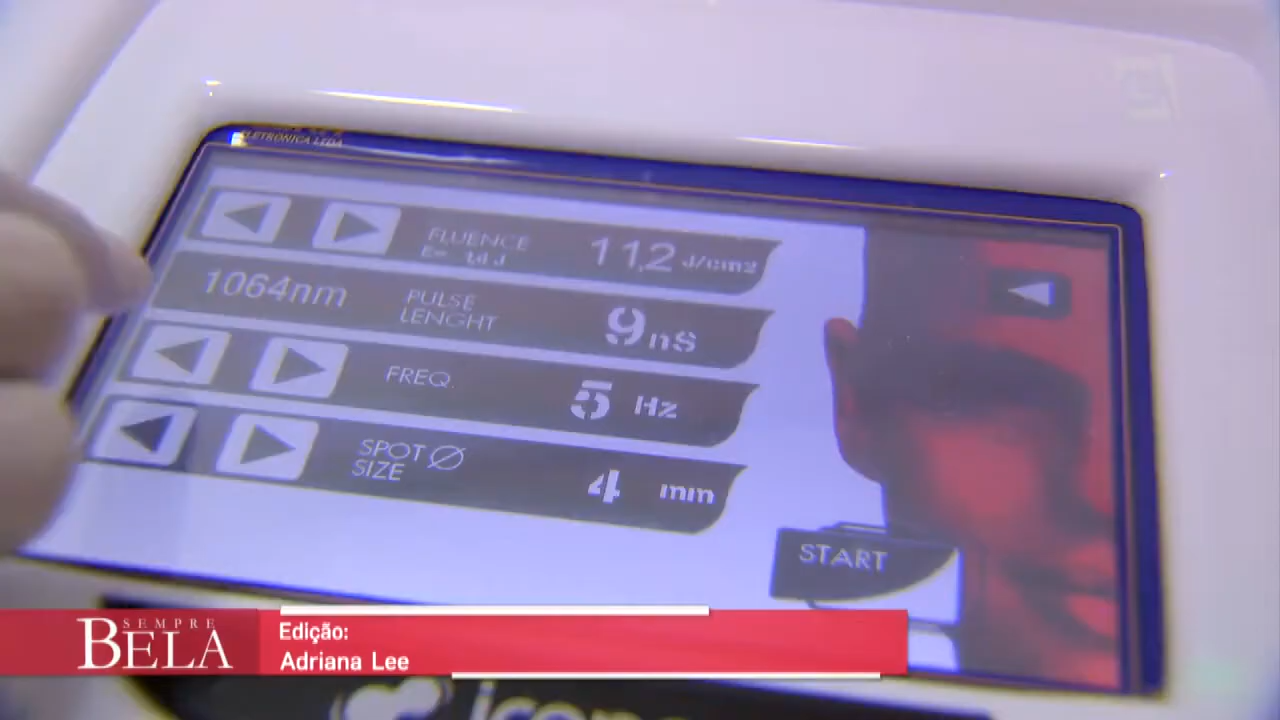 ELETRONICA LTDA
FLUENCE 11,2 J/cm2
E=
1064nm PULSE LENGHT 9 nS
FREQ. 5 Hz
SPOT Ø SIZE 4 mm
START
SEMPRE
BELA
Edição:
Adriana Lee